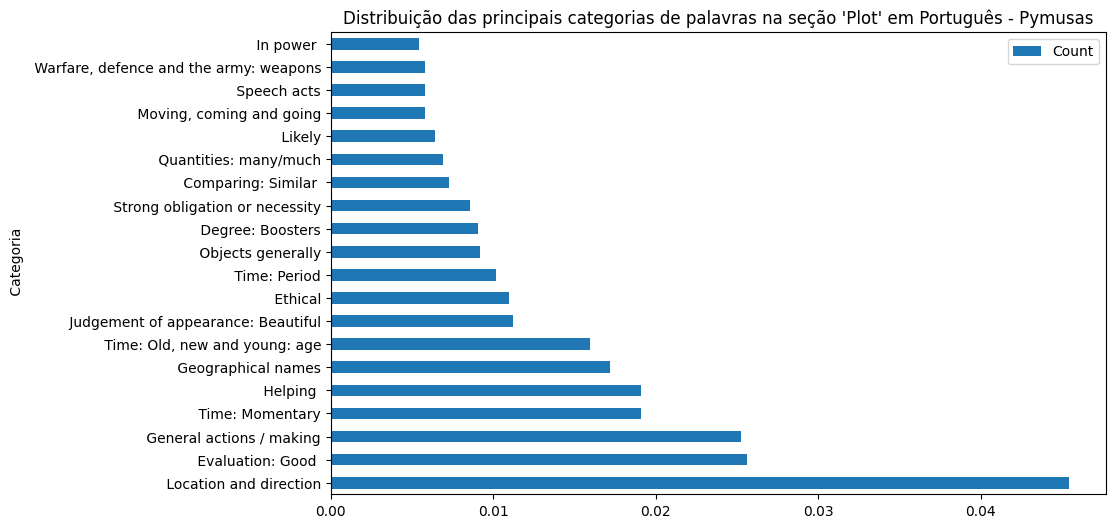 Distribuição das principais categorias de palavras na seção 'Plot' em Português - Pymusas
Count
Categoria
In power
Warfare, defence and the army: weapons
Speech acts
Moving, coming and going
Likely
Quantities: many/much
Comparing: Similar
Strong obligation or necessity
Degree: Boosters
Objects generally
Time: Period
Ethical
Judgement of appearance: Beautiful
Time: Old, new and young: age
Geographical names
Helping
Time: Momentary
General actions / making
Evaluation: Good
Location and direction
0.00 0.01 0.02 0.03 0.04